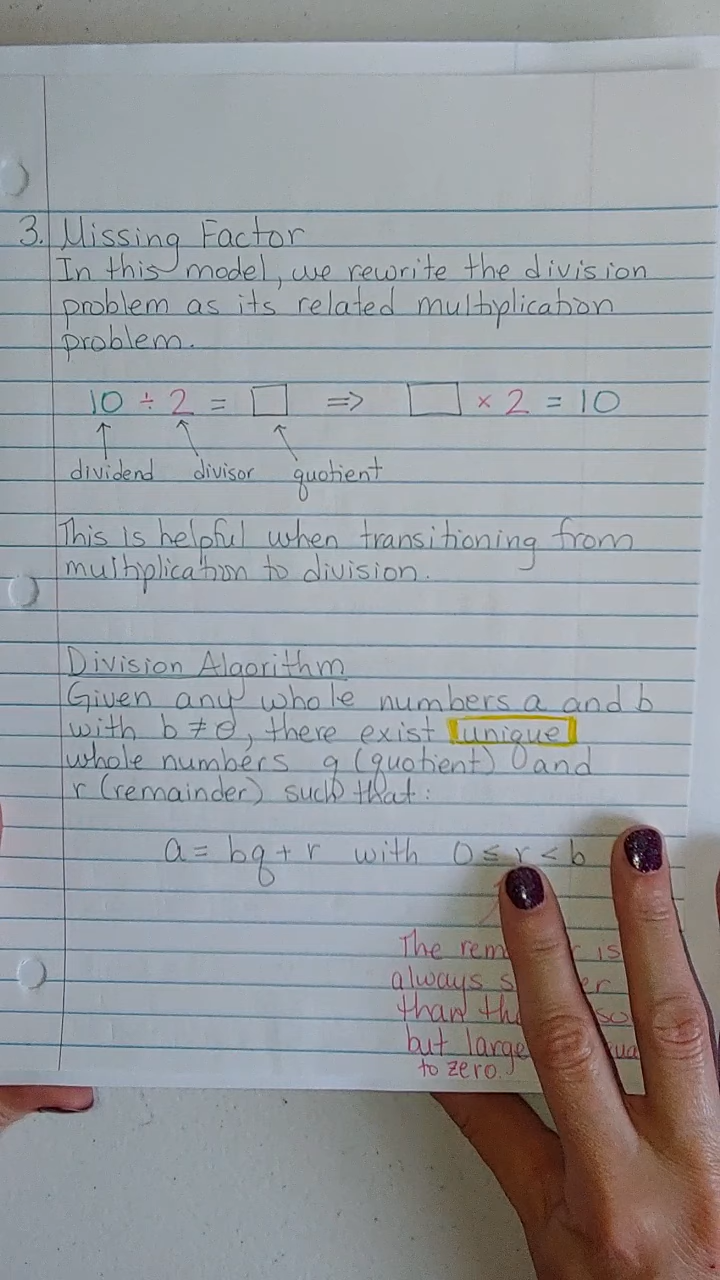 3. Missing Factor
In this model, we rewrite the division
problem as its related multiplication
problem.
10 ÷ 2 = □ ⇒ □ × 2 = 10
dividend divisor quotient
This is helpful when transitioning from
multiplication to division.
Division Algorithm
Given any whole numbers a and b
with b ≠ 0, there exist unique
whole numbers q (quotient) and
r (remainder) such that:
a = bq + r with 0 ≤ r < b
The is
always
than
but
to zero.